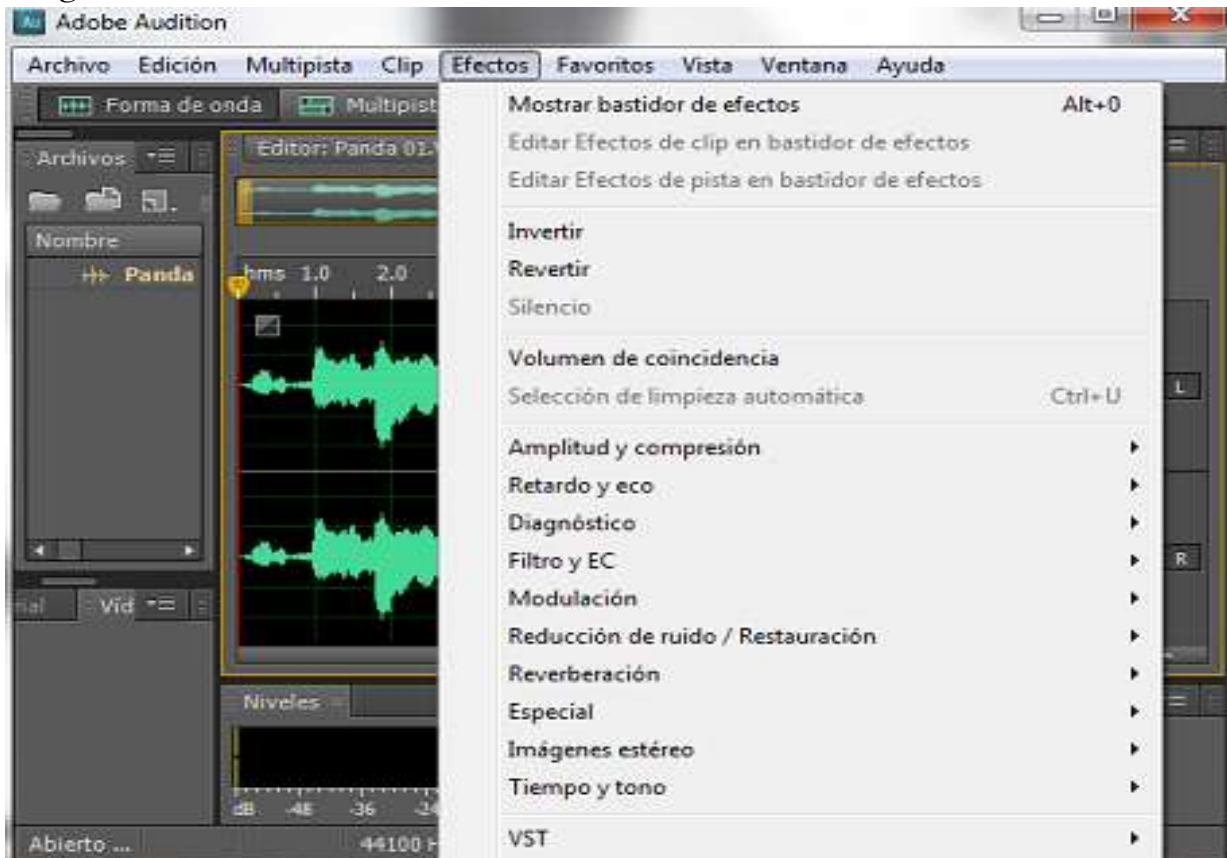 Adobe Audition
Archivo Edición Multipista Clip Efectos Favoritos Vista Ventana Ayuda
Forma de onda Multipist
Archivos
Editor: Panda 01.
Nombre
Panda
hms 1.0 2.0
Mostrar bastidor de efectos Alt+0
Editar Efectos de clip en bastidor de efectos
Editar Efectos de pista en bastidor de efectos
Invertir
Revertir
Silencio
Volumen de coincidencia
Selección de limpieza automática Ctrl+U
Amplitud y compresión
Retardo y eco
Diagnóstico
Filtro y EC
Modulación
Reducción de ruido / Restauración
Reverberación
Especial
Imágenes estéreo
Tiempo y tono
VST
L
R
Víd
Niveles
dB -48 -36 -24
Abierto ... 44100 H